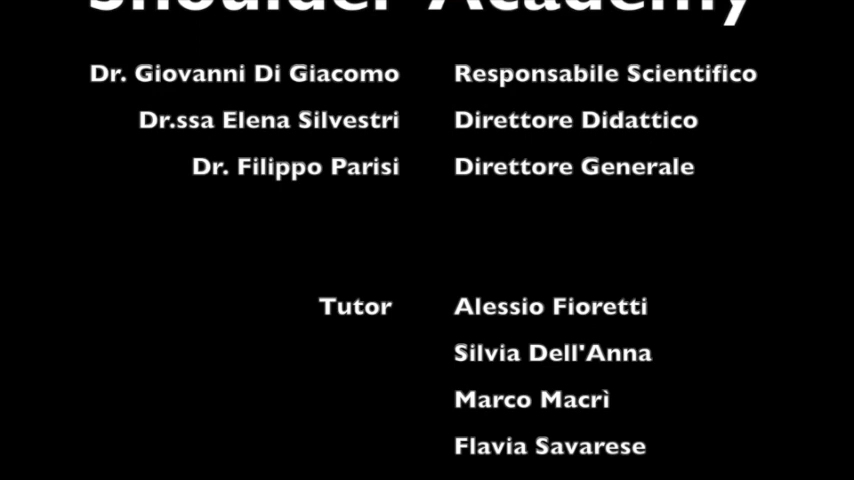 Shoulder Academy
Dr. Giovanni Di Giacomo Responsabile Scientifico
Dr.ssa Elena Silvestri Direttore Didattico
Dr. Filippo Parisi Direttore Generale
Tutor Alessio Fioretti
Silvia Dell'Anna
Marco Macrì
Flavia Savarese